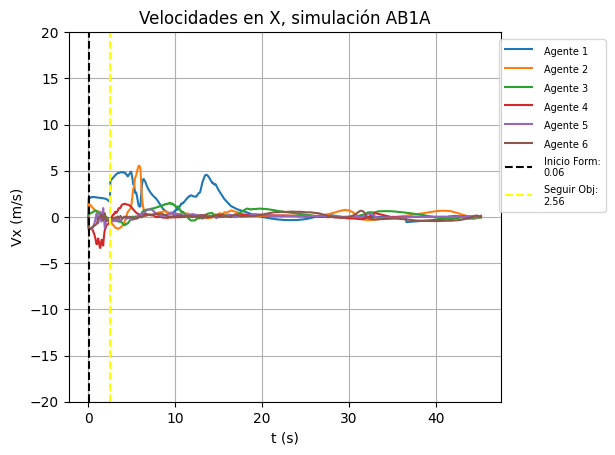 Velocidades en X, simulación AB1A
Vx (m/s)
20
15
10
5
0
−5
−10
−15
−20
0
10
20
30
40
t (s)
Agente 1
Agente 2
Agente 3
Agente 4
Agente 5
Agente 6
Inicio Form:
0.06
Seguir Obj:
2.56